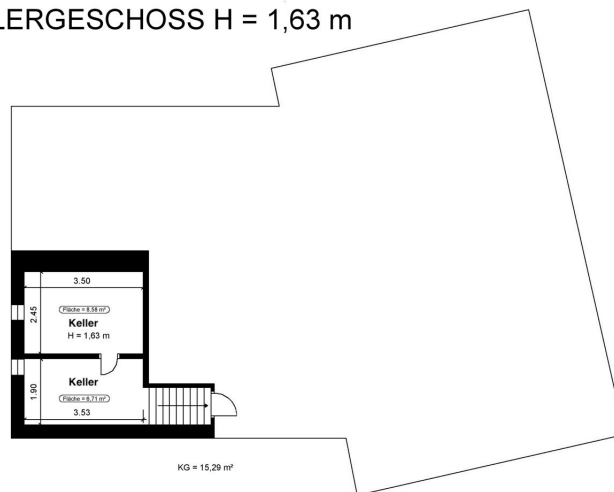 LERGESCHOSS H = 1,63 m
3.50
Fläche = 8,58 m²
2.45
Keller
H = 1,63 m
Keller
1.90
Fläche = 6,71 m²
3.53
KG = 15,29 m²